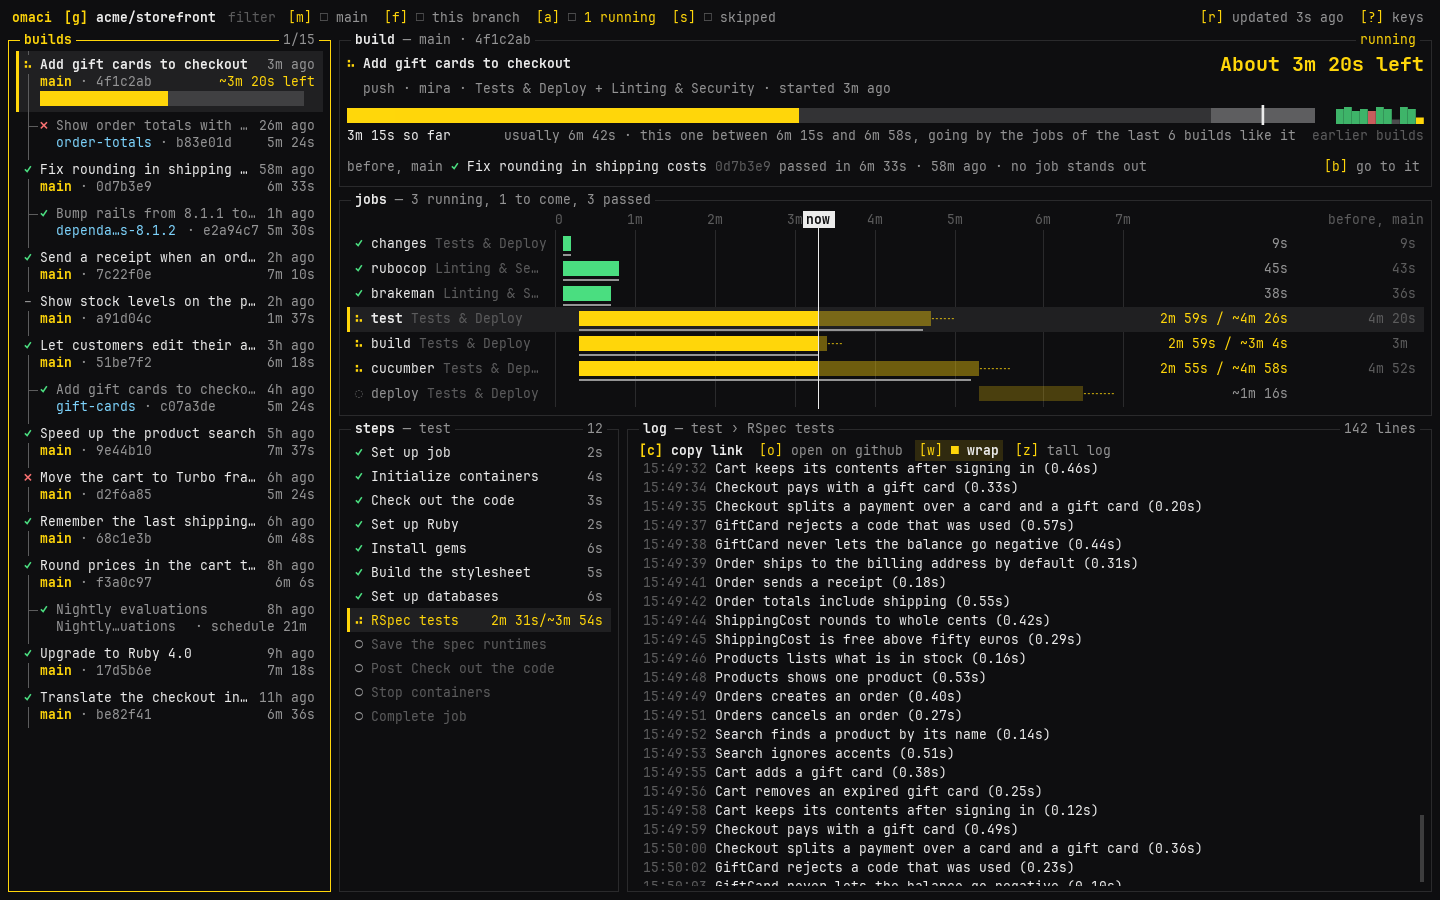 omaci [g] acme/storefront filter [m] □ main [f] □ this branch [a] □ 1 running [s] □ skipped [r] updated 3s ago [?] keys
builds 1/15
Add gift cards to checkout 3m ago
main · 4f1c2ab ~3m 20s left
✗ Show order totals with … 26m ago
order-totals · b83e01d 5m 24s
✓ Fix rounding in shipping … 58m ago
main · 0d7b3e9 6m 33s
✓ Bump rails from 8.1.1 to… 1h ago
dependa…s-8.1.2 · e2a94c7 5m 30s
✓ Send a receipt when an ord… 2h ago
main · 7c22f0e 7m 10s
– Show stock levels on the p… 2h ago
main · a91d04c 1m 37s
✓ Let customers edit their a… 3h ago
main · 51be7f2 6m 18s
✓ Add gift cards to checko… 4h ago
gift-cards · c07a3de 5m 24s
✓ Speed up the product search 5h ago
main · 9e44b10 7m 37s
✗ Move the cart to Turbo fra… 6h ago
main · d2f6a85 5m 24s
✓ Remember the last shipping… 6h ago
main · 68c1e3b 6m 48s
✓ Round prices in the cart t… 8h ago
main · f3a0c97 6m 6s
✓ Nightly evaluations 8h ago
Nightly…uations · schedule 21m
✓ Upgrade to Ruby 4.0 9h ago
main · 17d5b6e 7m 18s
✓ Translate the checkout in… 11h ago
main · be82f41 6m 36s
build — main · 4f1c2ab running
Add gift cards to checkout About 3m 20s left
push · mira · Tests & Deploy + Linting & Security · started 3m ago
3m 15s so far usually 6m 42s · this one between 6m 15s and 6m 58s, going by the jobs of the last 6 builds like it earlier builds
before, main ✓ Fix rounding in shipping costs 0d7b3e9 passed in 6m 33s · 58m ago · no job stands out [b] go to it
jobs — 3 running, 1 to come, 3 passed
0 1m 2m 3m now 4m 5m 6m 7m before, main
✓ changes Tests & Deploy 9s 9s
✓ rubocop Linting & Se… 45s 43s
✓ brakeman Linting & S… 38s 36s
test Tests & Deploy 2m 59s / ~4m 26s 4m 20s
build Tests & Deploy 2m 59s / ~3m 4s 3m
cucumber Tests & Dep… 2m 55s / ~4m 58s 4m 52s
deploy Tests & Deploy ~1m 16s
steps — test 12
✓ Set up job 2s
✓ Initialize containers 4s
✓ Check out the code 3s
✓ Set up Ruby 2s
✓ Install gems 6s
✓ Build the stylesheet 5s
✓ Set up databases 6s
RSpec tests 2m 31s/~3m 54s
○ Save the spec runtimes
○ Post Check out the code
○ Stop containers
○ Complete job
log — test › RSpec tests 142 lines
[c] copy link [o] open on github [w] ■ wrap [z] tall log
15:49:32 Cart keeps its contents after signing in (0.46s)
15:49:34 Checkout pays with a gift card (0.33s)
15:49:35 Checkout splits a payment over a card and a gift card (0.20s)
15:49:37 GiftCard rejects a code that was used (0.57s)
15:49:38 GiftCard never lets the balance go negative (0.44s)
15:49:39 Order ships to the billing address by default (0.31s)
15:49:41 Order sends a receipt (0.18s)
15:49:42 Order totals include shipping (0.55s)
15:49:44 ShippingCost rounds to whole cents (0.42s)
15:49:45 ShippingCost is free above fifty euros (0.29s)
15:49:46 Products lists what is in stock (0.16s)
15:49:48 Products shows one product (0.53s)
15:49:49 Orders creates an order (0.40s)
15:49:51 Orders cancels an order (0.27s)
15:49:52 Search finds a product by its name (0.14s)
15:49:53 Search ignores accents (0.51s)
15:49:55 Cart adds a gift card (0.38s)
15:49:56 Cart removes an expired gift card (0.25s)
15:49:58 Cart keeps its contents after signing in (0.12s)
15:49:59 Checkout pays with a gift card (0.49s)
15:50:00 Checkout splits a payment over a card and a gift card (0.36s)
15:50:02 GiftCard rejects a code that was used (0.23s)
15:50:03 GiftCard never lets the balance go negative (0.10s)